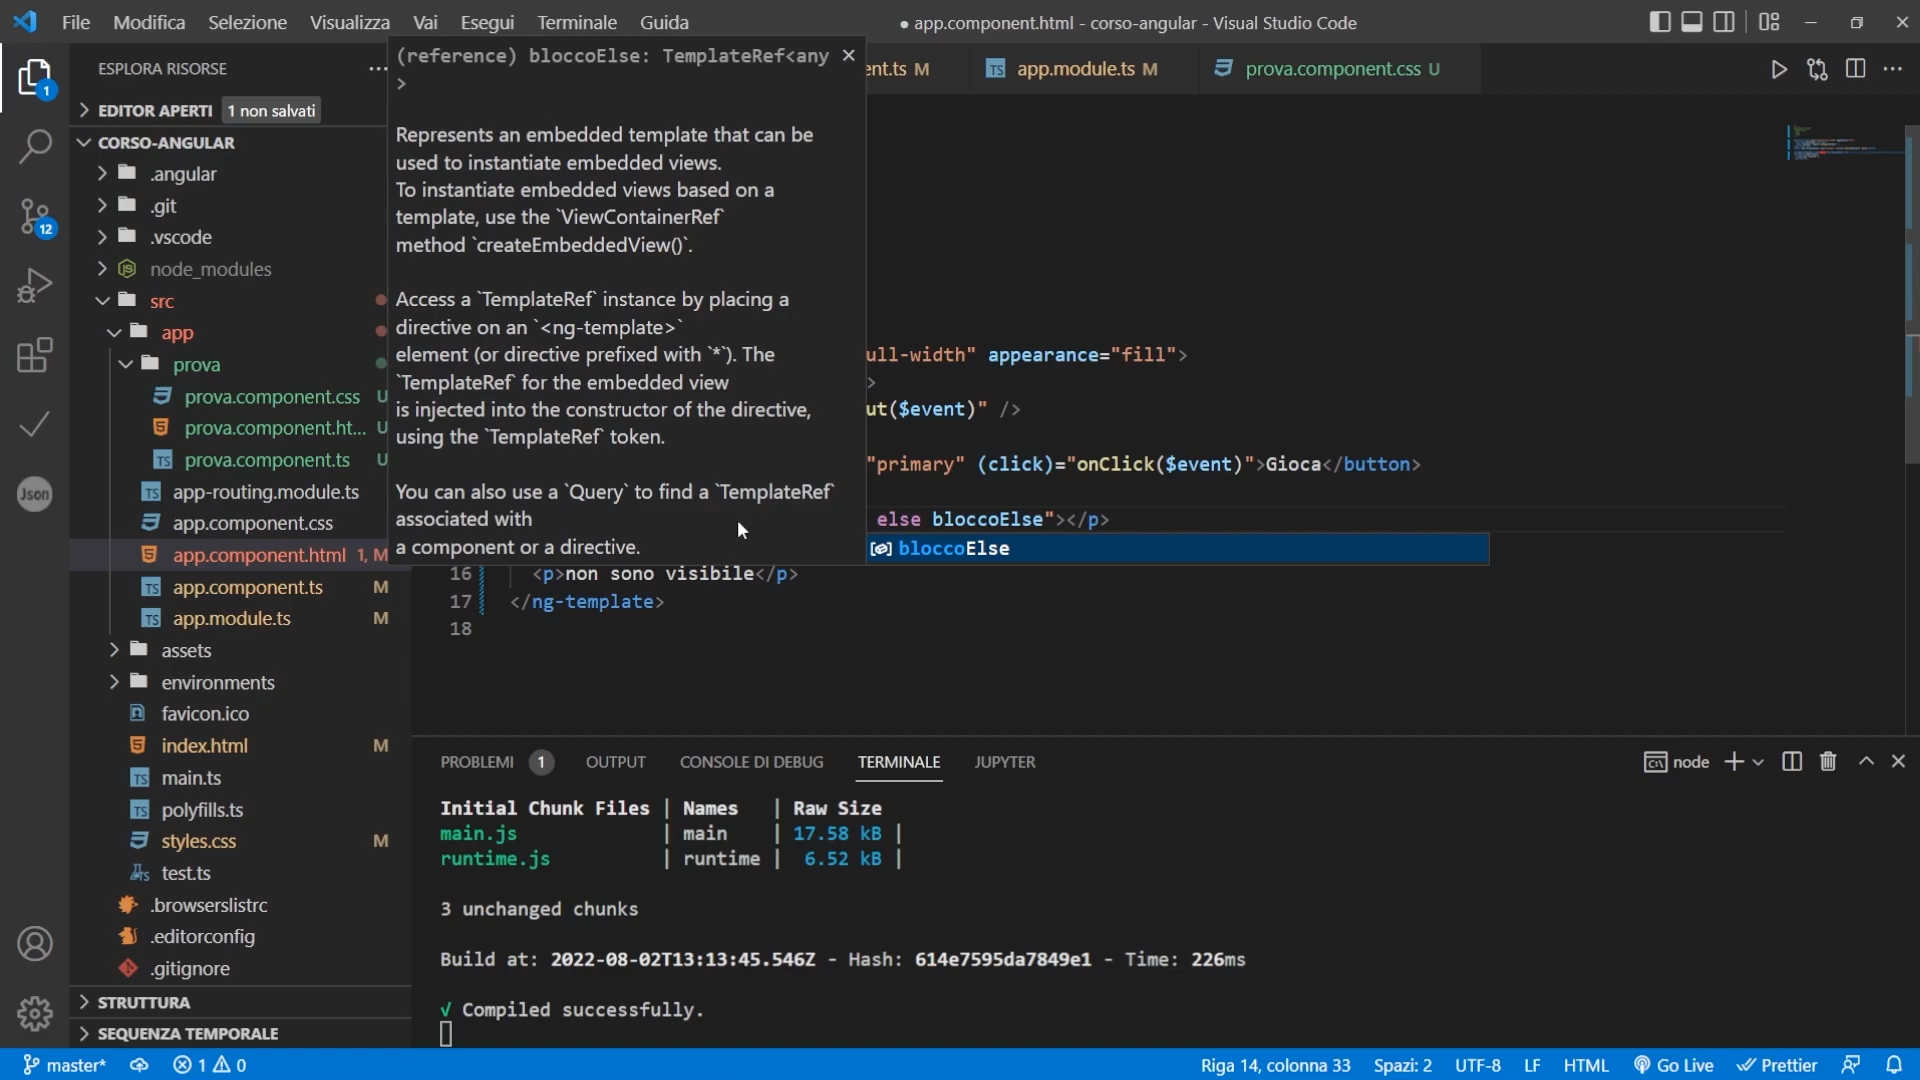 File Modifica Selezione Visualizza Vai Esegui Terminale Guida
● app.component.html - corso-angular - Visual Studio Code
ESPLORA RISORSE
EDITOR APERTI 1 non salvati
CORSO-ANGULAR
.angular
.git
.vscode
node_modules
src
app
prova
prova.component.css U
prova.component.ht... U
prova.component.ts U
app-routing.module.ts
app.component.css
app.component.html 1, M
app.component.ts M
app.module.ts M
assets
environments
favicon.ico
index.html M
main.ts
polyfills.ts
styles.css M
test.ts
.browserslistrc
.editorconfig
.gitignore
STRUTTURA
SEQUENZA TEMPORALE
1
12
Json
(reference) bloccoElse: TemplateRef<any
>
Represents an embedded template that can be
used to instantiate embedded views.
To instantiate embedded views based on a
template, use the `ViewContainerRef`
method `createEmbeddedView()`.
Access a `TemplateRef` instance by placing a
directive on an `<ng-template>`
element (or directive prefixed with `*`). The
`TemplateRef` for the embedded view
is injected into the constructor of the directive,
using the `TemplateRef` token.
You can also use a `Query` to find a `TemplateRef`
associated with
a component or a directive.
ent.ts M
TS app.module.ts M
prova.component.css U
ull-width" appearance="fill">
>
ut($event)" />
"primary" (click)="onClick($event)">Gioca</button>
else bloccoElse"></p>
bloccoElse
16 <p>non sono visibile</p>
17 </ng-template>
18
PROBLEMI 1 OUTPUT CONSOLE DI DEBUG TERMINALE JUPYTER
node
Initial Chunk Files | Names | Raw Size
main.js | main | 17.58 kB |
runtime.js | runtime | 6.52 kB |
3 unchanged chunks
Build at: 2022-08-02T13:13:45.546Z - Hash: 614e7595da7849e1 - Time: 226ms
√ Compiled successfully.
master* 1 0
Riga 14, colonna 33 Spazi: 2 UTF-8 LF HTML Go Live Prettier